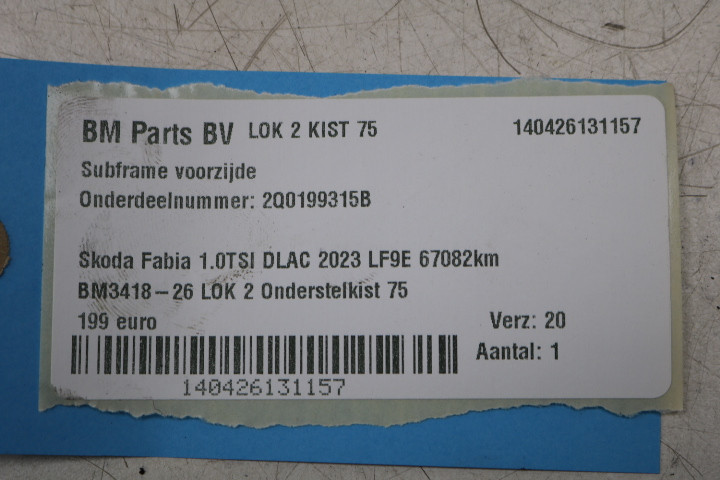 BM Parts BV LOK 2 KIST 75 140426131157
Subframe voorzijde
Onderdeelnummer: 2Q0199315B
Skoda Fabia 1.0TSI DLAC 2023 LF9E 67082km
BM3418-26 LOK 2 Onderstelkist 75
199 euro Verz: 20
Aantal: 1
140426131157